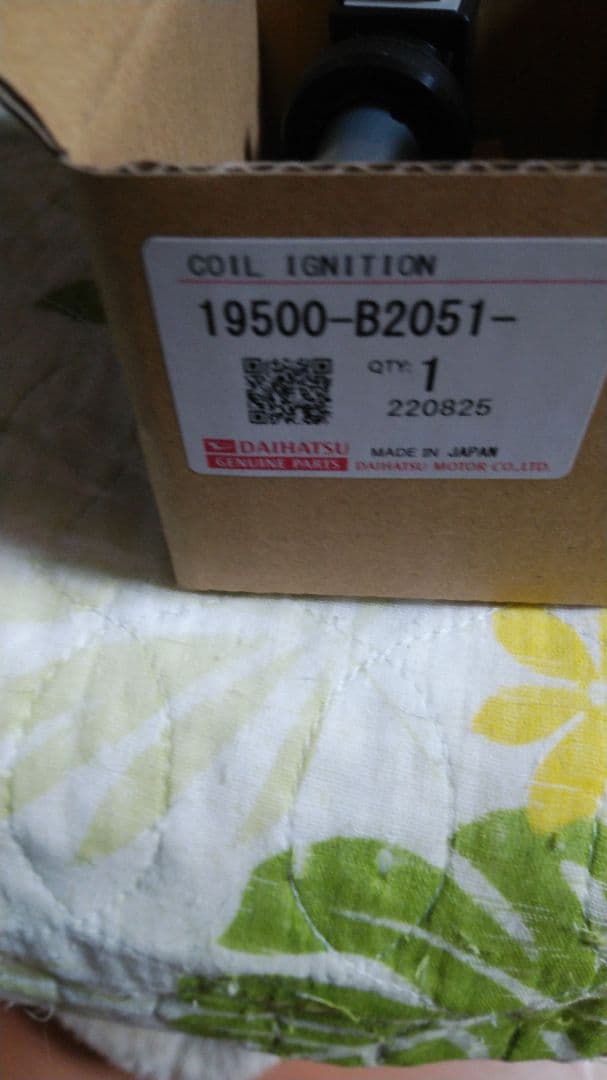 COIL IGNITION
19500-B2051-
QTY: 1
220825
DAIHATSU
GENUINE PARTS
MADE IN JAPAN
DAIHATSU MOTOR CO.,LTD.